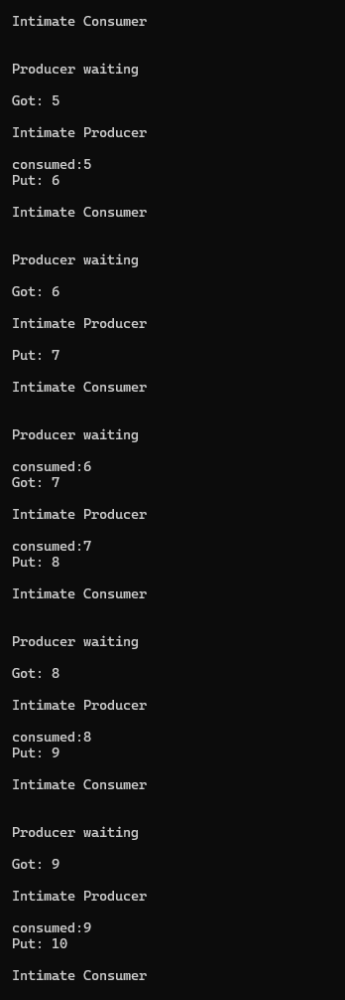 Intimate Consumer
Producer waiting
Got: 5
Intimate Producer
consumed:5
Put: 6
Intimate Consumer
Producer waiting
Got: 6
Intimate Producer
Put: 7
Intimate Consumer
Producer waiting
consumed:6
Got: 7
Intimate Producer
consumed:7
Put: 8
Intimate Consumer
Producer waiting
Got: 8
Intimate Producer
consumed:8
Put: 9
Intimate Consumer
Producer waiting
Got: 9
Intimate Producer
consumed:9
Put: 10
Intimate Consumer